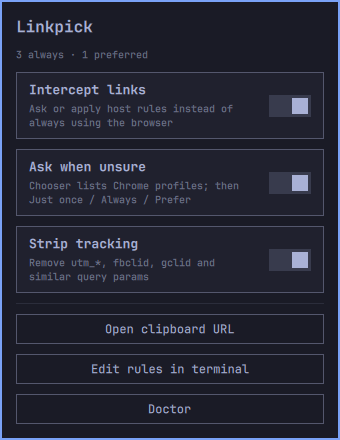 Linkpick
3 always · 1 preferred
Intercept links
Ask or apply host rules instead of
always using the browser
Ask when unsure
Chooser lists Chrome profiles; then
Just once / Always / Prefer
Strip tracking
Remove utm_*, fbclid, gclid and
similar query params
Open clipboard URL
Edit rules in terminal
Doctor